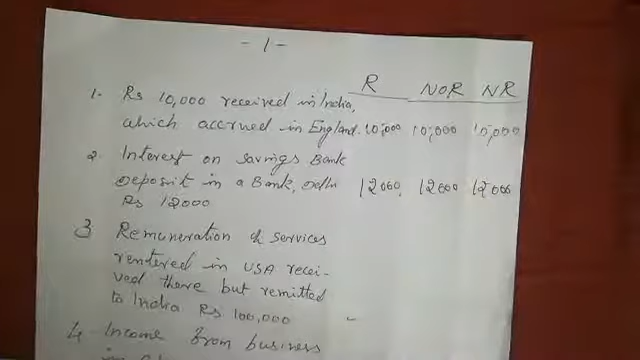 - 1 -
R NOR NR
1. Rs 10,000 received in India,
which accrued in England. 10,000 10,000 10,000
2. Interest on savings Bank
Deposit in a Bank, Delhi 12000, 12000 12000
Rs 12000
3 Remuneration of services
rentered in USA recei-
ved there but remitted
to India Rs 100,000 -
4. Income from business
in